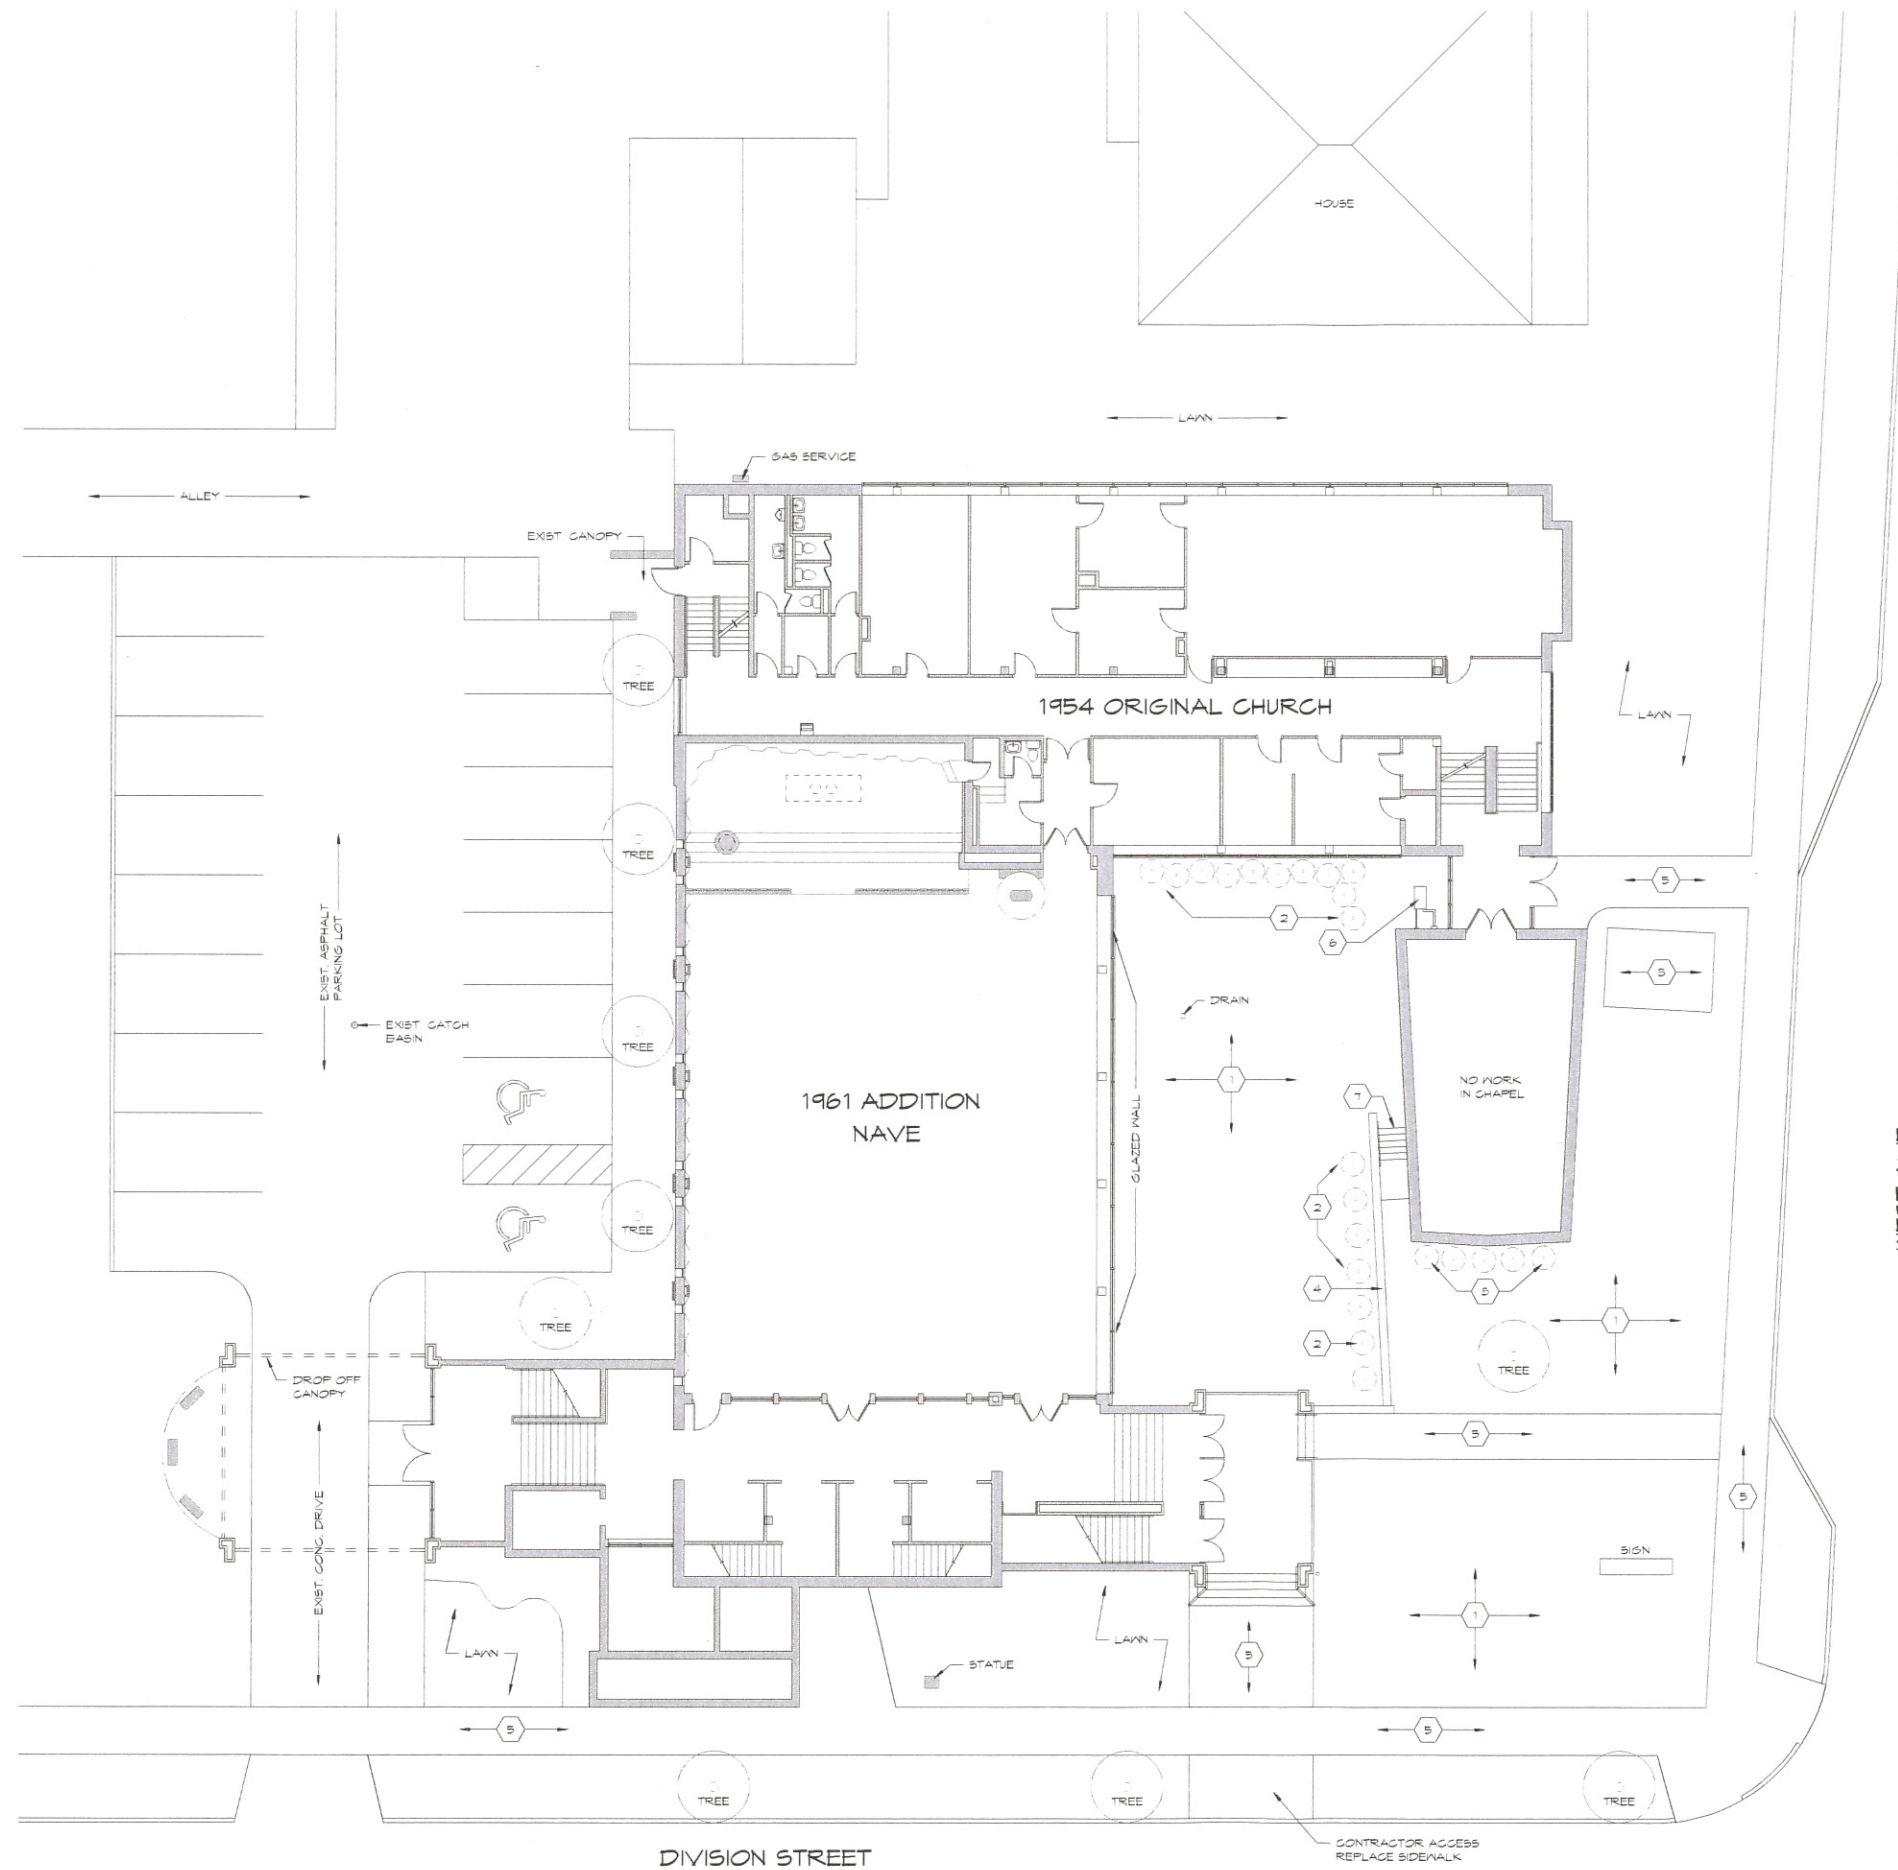 HOUSE
LAWN
GAS SERVICE
ALLEY
EXIST. CANOPY
TREE
1954 ORIGINAL CHURCH
LAWN
TREE
5
2
6
EXIST. ASPHALT
PARKING LOT
5
DRAIN
EXIST. CATCH
BASIN
TREE
1
NO WORK
IN CHAPEL
7
1961 ADDITION
NAVE
GLAZED WALL
2
TREE
4
5
1
TREE
2
TREE
DROP OFF
CANOPY
5
5
EXIST. CONC. DRIVE
SIGN
1
LAWN
LAWN
5
STATUE
5
5
TREE
TREE
TREE
CONTRACTOR ACCESS
REPLACE SIDEWALK
DIVISION STREET